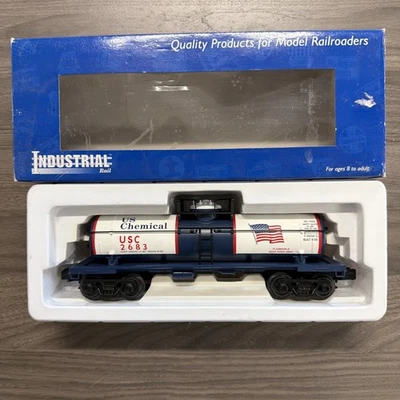 Quality Products for Model Railroaders
INDUSTRIAL
Rail
For ages 8 to adult
US
Chemical
USC
2683